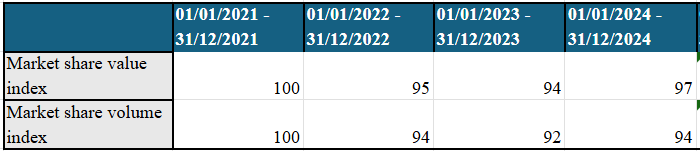 01/01/2021 - 01/01/2022 - 01/01/2023 - 01/01/2024 -
31/12/2021 31/12/2022 31/12/2023 31/12/2024
Market share value
index 100 95 94 97
Market share volume
index 100 94 92 94